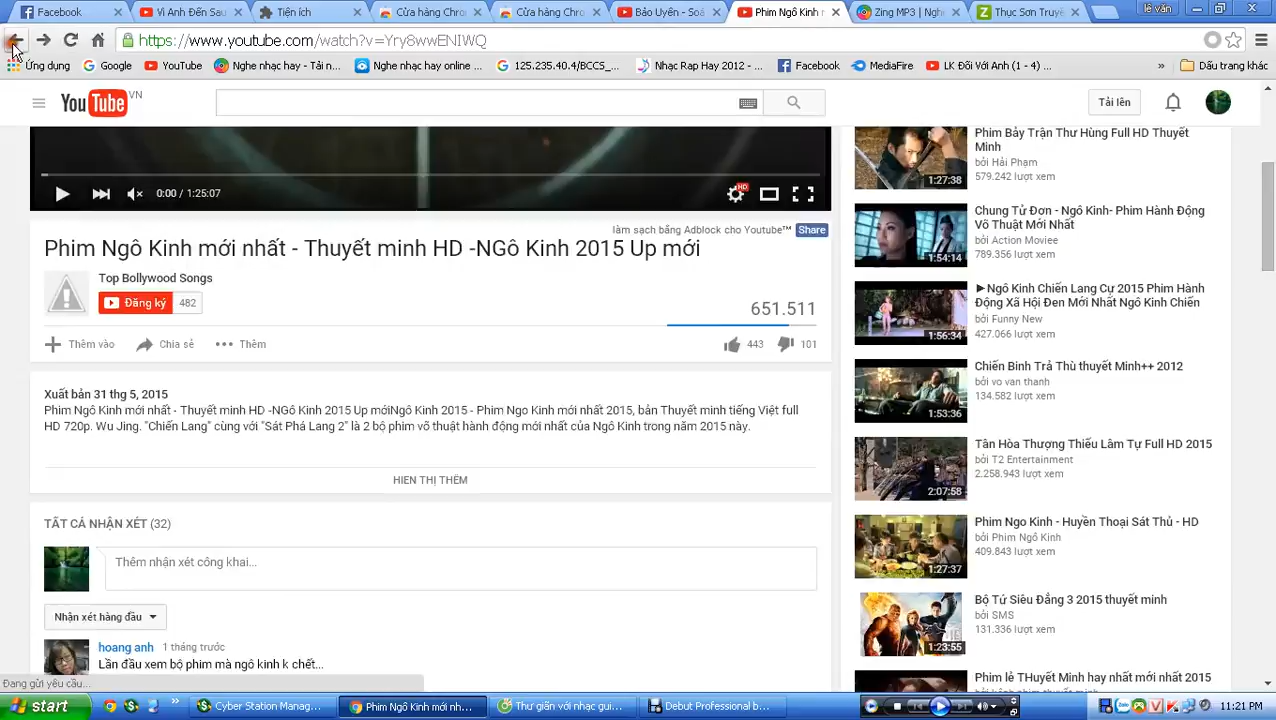 Facebook
Vì Anh Đến Sau
Tiện ích
Cửa hàng Chro
Cửa hàng Chro
Bảo Uyên - Soà
Phim Ngô Kinh
Zing MP3 | Ngh
Zing TV - Thươ
https://www.youtube.com/watch?v=Yry8wwENIWQ
Ứng dụng
Google
YouTube
Nghe nhạc hay - Tải n...
Nghe nhạc hay online ...
125.235.40.4/BCCS_...
Nhạc Rap Hay 2012 - ...
Facebook
MediaFire
LK Đối Với Anh (1 - 4)...
»
Dấu trang khác
YouTube VN
Tải lên
0:00 / 1:25:07
HD
làm sạch bằng Adblock cho Youtube™ Share
Phim Ngô Kinh mới nhất - Thuyết minh HD -NGô Kinh 2015 Up mới
Top Bollywood Songs
Đăng ký 482
651.511
Thêm vào
Chia sẻ
Thêm
443
101
Xuất bản 31 thg 5, 2015
Phim Ngô Kinh mới nhất - Thuyết minh HD - NGô Kinh 2015 Up mớiNgô Kinh 2015 - Phim Ngo Kinh mới nhất 2015, bản Thuyết minh tiếng Việt full
HD 720p. Wu Jing. "Chiến Lang" cùng với "Sát Phá Lang 2" là 2 bộ phim võ thuật hành động mới nhất của Ngô Kinh trong năm 2015 này.
HIỂN THỊ THÊM
TẤT CẢ NHẬN XÉT (52)
Thêm nhận xét công khai...
Nhận xét hàng đầu
hoang anh 1 tháng trước
Lần đầu xem bộ phim mà ngo kinh k chết...
Đang gửi yêu cầu...
Phim Bảy Trận Thư Hùng Full HD Thuyết
Minh
bởi Hải Phạm
579.242 lượt xem
1:27:38
Chung Tử Đơn - Ngô Kinh- Phim Hành Động
Võ Thuật Mới Nhất
bởi Action Moviee
789.356 lượt xem
1:54:14
►Ngô Kinh Chiến Lang Cự 2015 Phim Hành
Động Xã Hội Đen Mới Nhất Ngô Kinh Chiến
bởi Funny New
427.066 lượt xem
1:56:34
Chiến Binh Trả Thù thuyết Minh++ 2012
bởi vo van thanh
134.582 lượt xem
1:53:36
Tân Hòa Thượng Thiếu Lâm Tự Full HD 2015
bởi T2 Entertainment
2.258.943 lượt xem
2:07:58
Phim Ngo Kinh - Huyền Thoại Sát Thủ - HD
bởi Phim Ngô Kinh
409.843 lượt xem
1:27:37
Bộ Tứ Siêu Đẳng 3 2015 thuyết minh
bởi SMS
131.336 lượt xem
1:23:55
Phim lẻ THuyết Minh hay nhất mới nhất 2015
start
Phim Ngô Kinh mới nh...
Thư giãn với nhạc gui...
Debut Professional b...
11:21 PM